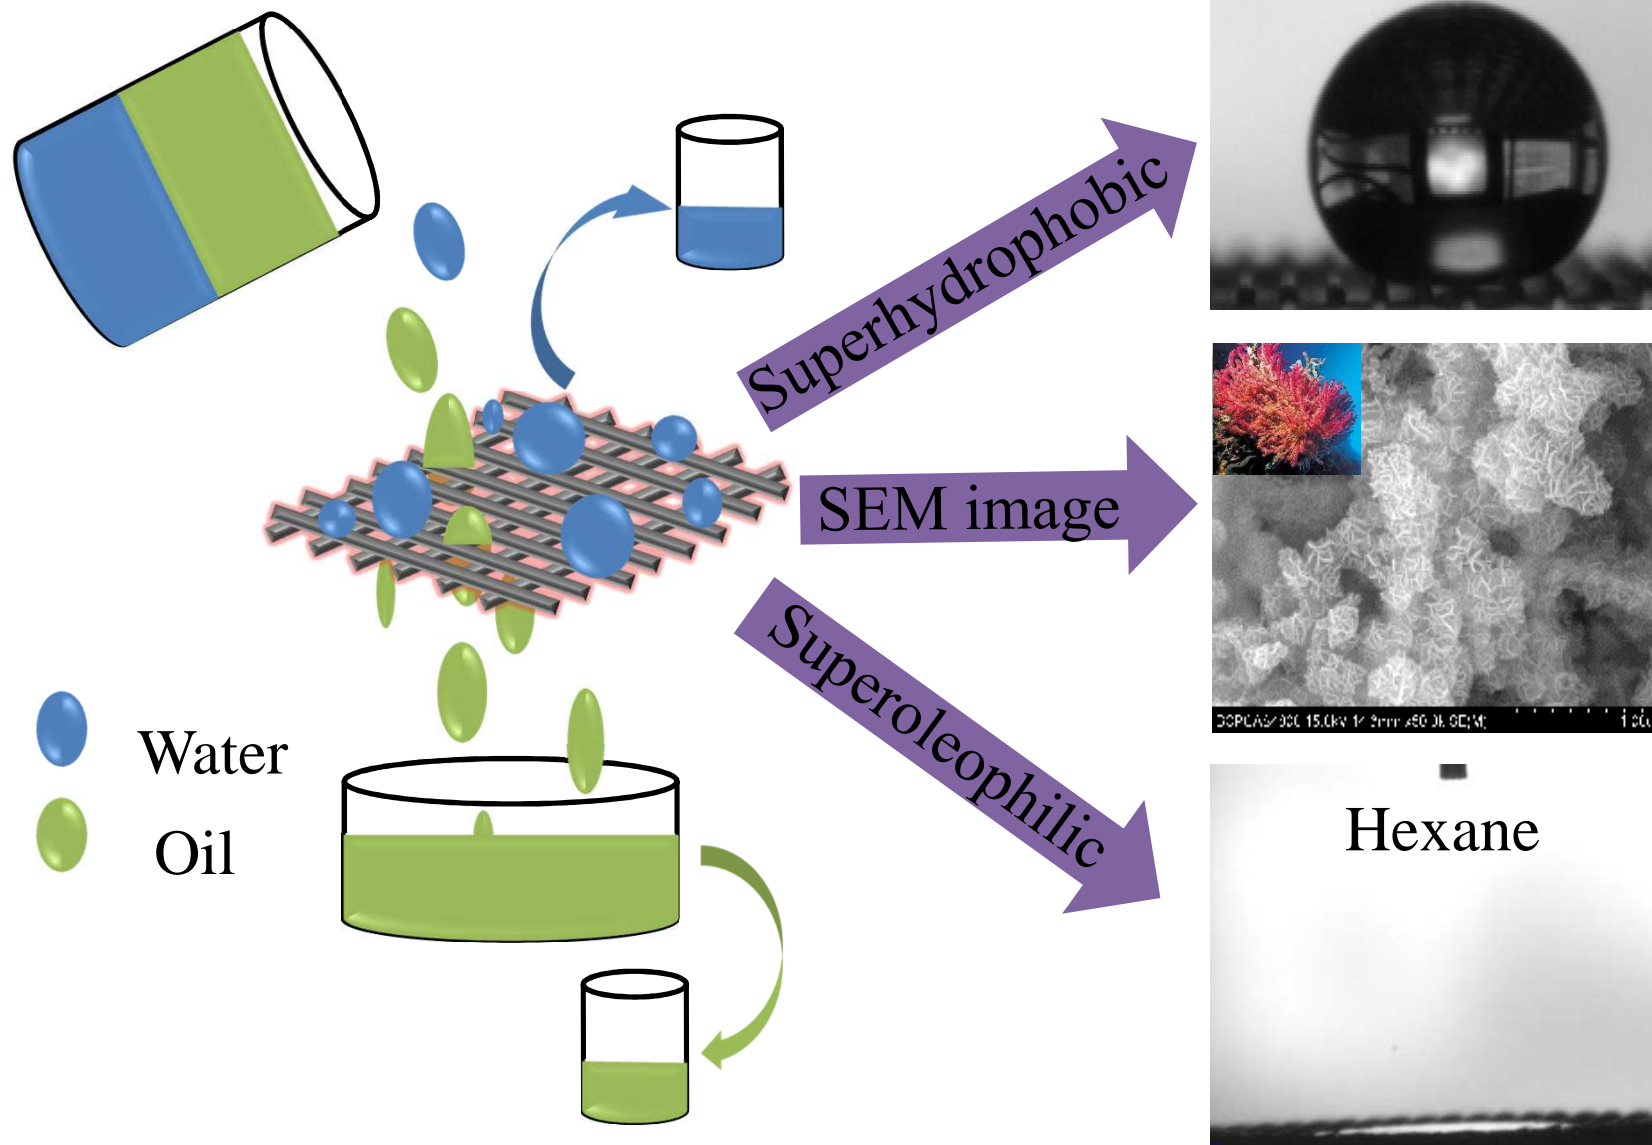 Superhydrophobic
SEM image
Superoleophilic
Water
Oil
Hexane